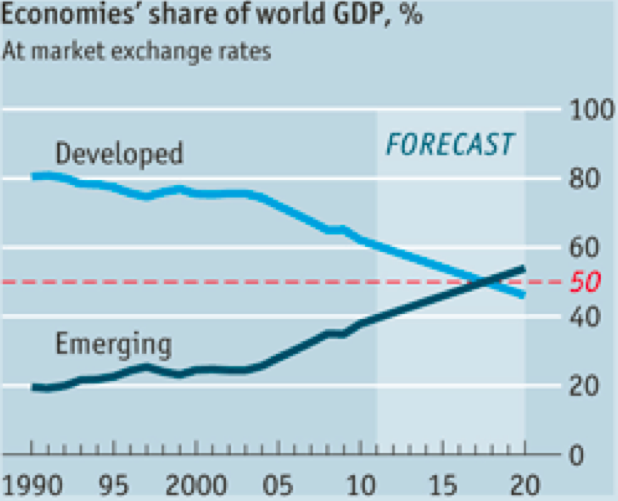 Economies' share of world GDP, %
At market exchange rates
100
FORECAST
Developed
80
60
50
40
Emerging
20
0
1990 95 2000 05 10 15 20